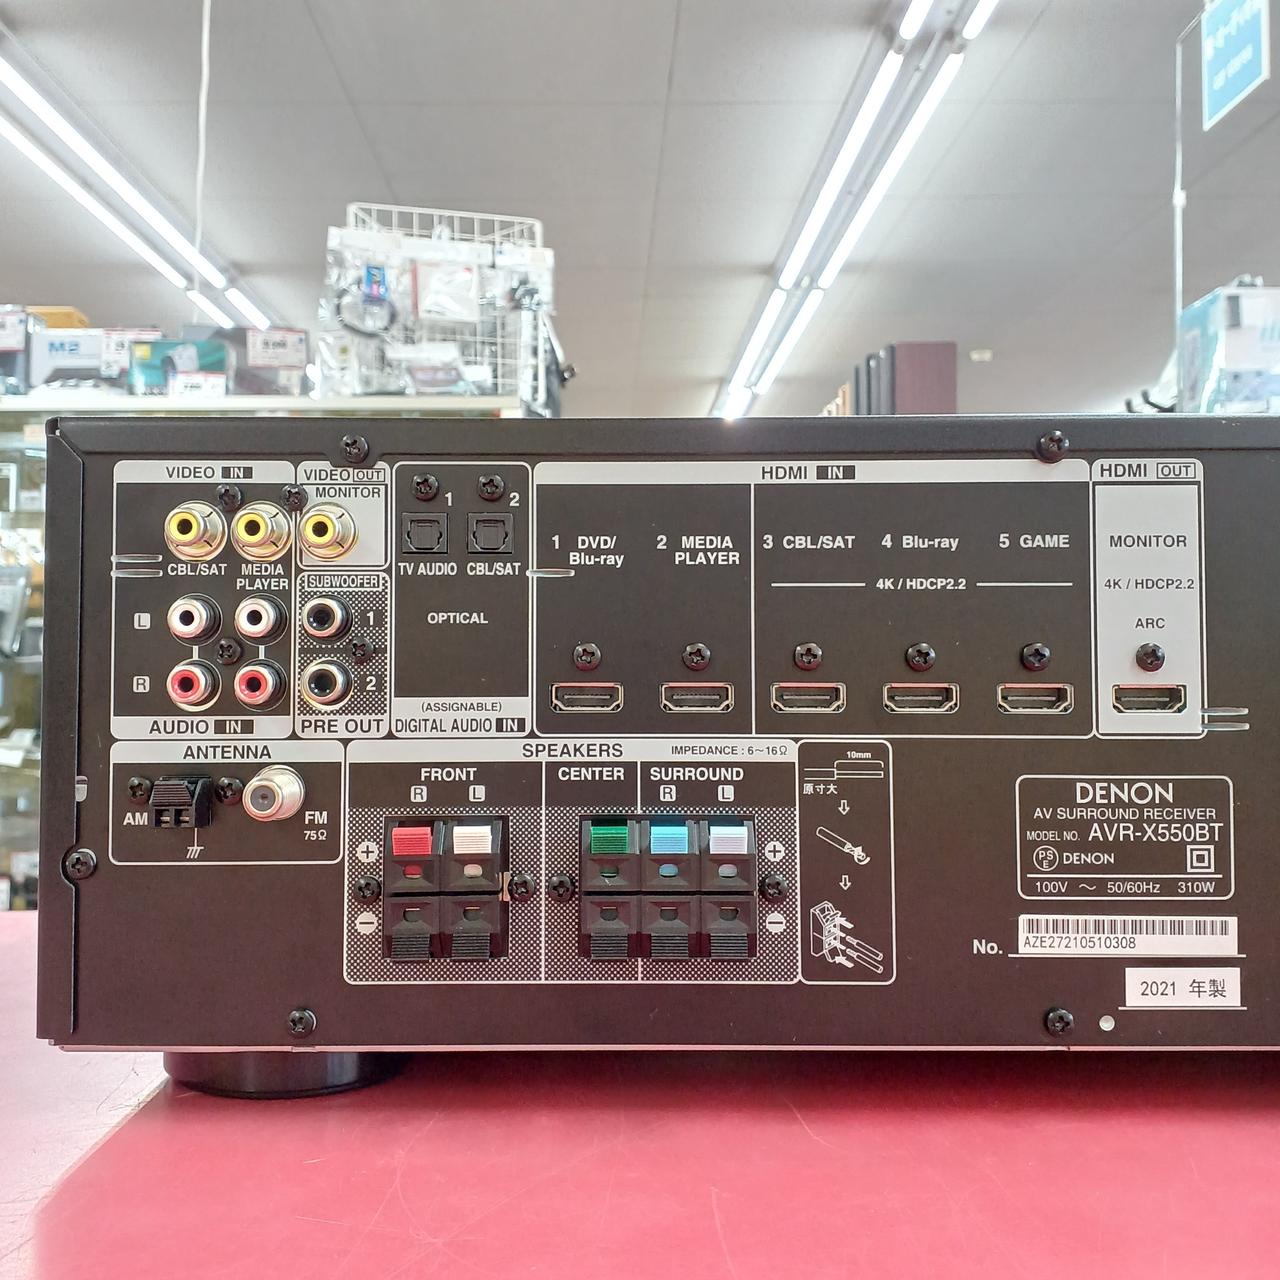 M2
VIDEO IN
CBL/SAT
MEDIA
PLAYER
L
R
AUDIO IN
VIDEO OUT
MONITOR
SUBWOOFER
1
2
PRE OUT
1
2
TV AUDIO
CBL/SAT
OPTICAL
(ASSIGNABLE)
DIGITAL AUDIO IN
HDMI IN
1 DVD/
Blu-ray
2 MEDIA
PLAYER
3 CBL/SAT
4 Blu-ray
5 GAME
4K / HDCP2.2
HDMI OUT
MONITOR
4K / HDCP2.2
ARC
ANTENNA
AM
FM
75Ω
SPEAKERS
IMPEDANCE : 6～16Ω
FRONT
R L
CENTER
SURROUND
R L
+ +
− −
10mm
原寸大
DENON
AV SURROUND RECEIVER
MODEL NO. AVR-X550BT
PS
E
DENON
100V ～ 50/60Hz 310W
No.
AZE27210510308
2021 年製